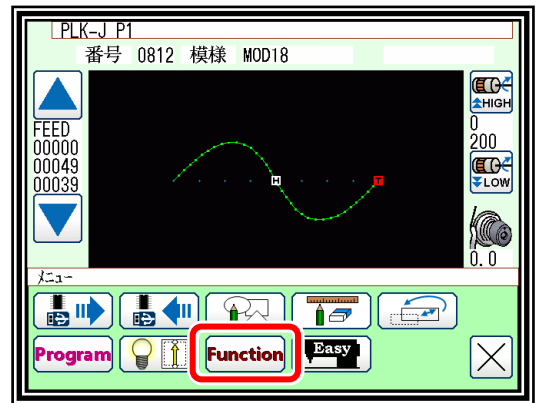 PLK-J P1
番号 0812 模様 MOD18
FEED
00000
00049
00039
H
T
HIGH
0
200
LOW
0.0
メニュー
Program
Function
Easy